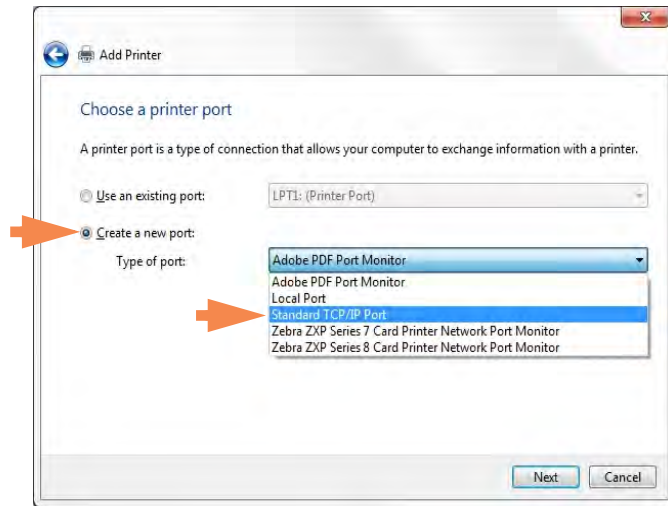 Add Printer
Choose a printer port
A printer port is a type of connection that allows your computer to exchange information with a printer.
Use an existing port: LPT1: (Printer Port)
Create a new port:
Type of port: Adobe PDF Port Monitor
Adobe PDF Port Monitor
Local Port
Standard TCP/IP Port
Zebra ZXP Series 7 Card Printer Network Port Monitor
Zebra ZXP Series 8 Card Printer Network Port Monitor
Next Cancel